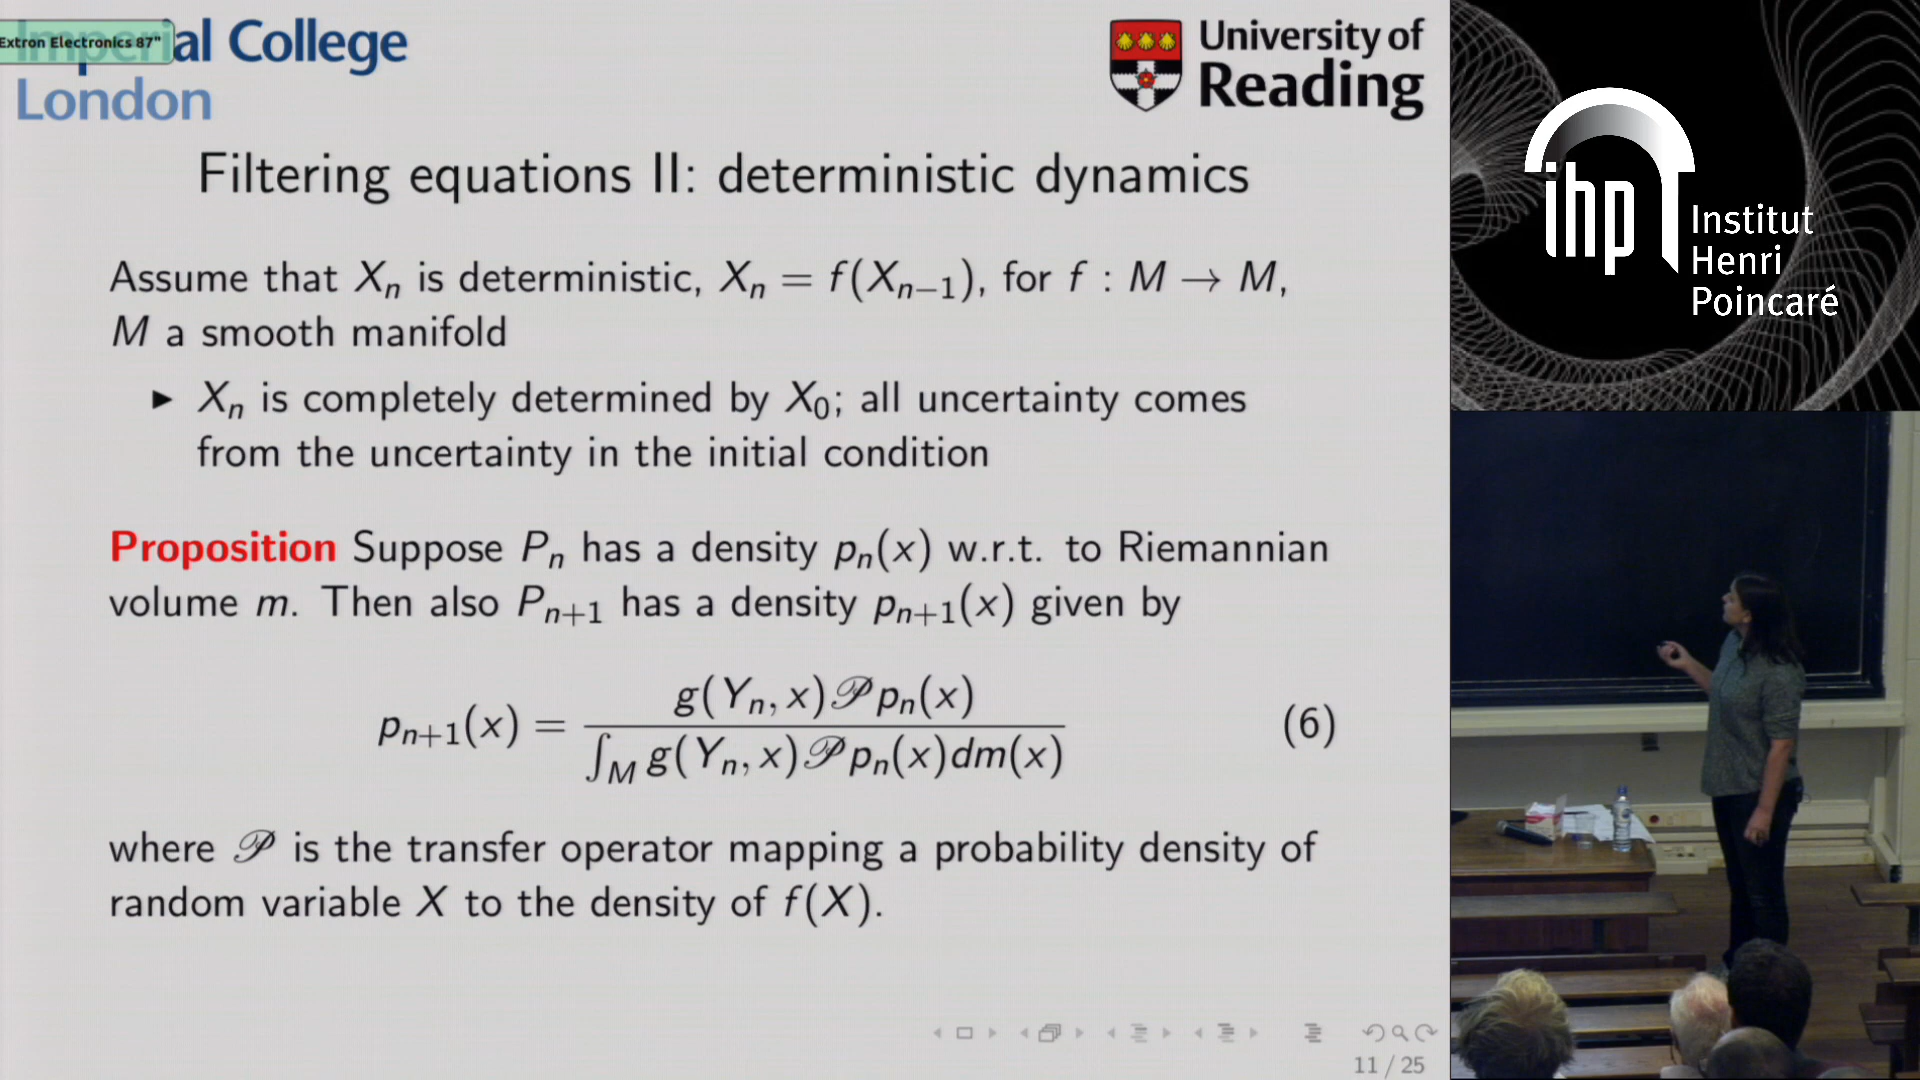 Extron Electronics 87"
Imperial College
London
University of
Reading
Filtering equations II: deterministic dynamics
Assume that Xₙ is deterministic, Xₙ = f(Xₙ₋₁), for f : M → M,
M a smooth manifold
▶ Xₙ is completely determined by X₀; all uncertainty comes
from the uncertainty in the initial condition
Proposition Suppose Pₙ has a density pₙ(x) w.r.t. to Riemannian
volume m. Then also Pₙ₊₁ has a density pₙ₊₁(x) given by
pₙ₊₁(x) = g(Yₙ, x)𝒫pₙ(x) / ∫_M g(Yₙ, x)𝒫pₙ(x)dm(x) (6)
where 𝒫 is the transfer operator mapping a probability density of
random variable X to the density of f(X).
11 / 25
ihp
Institut
Henri
Poincaré